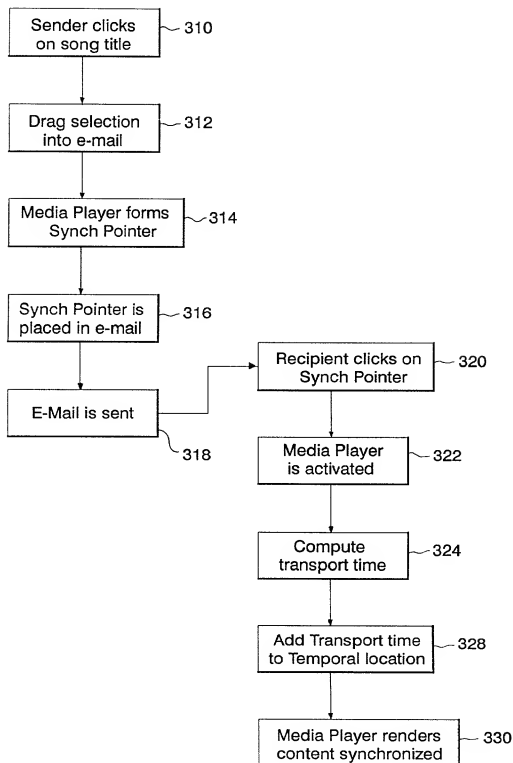 Sender clicks
on song title
310
Drag selection
into e-mail
312
Media Player forms
Synch Pointer
314
Synch Pointer is
placed in e-mail
316
E-Mail is sent
318
Recipient clicks on
Synch Pointer
320
Media Player
is activated
322
Compute
transport time
324
Add Transport time
to Temporal location
328
Media Player renders
content synchronized
330